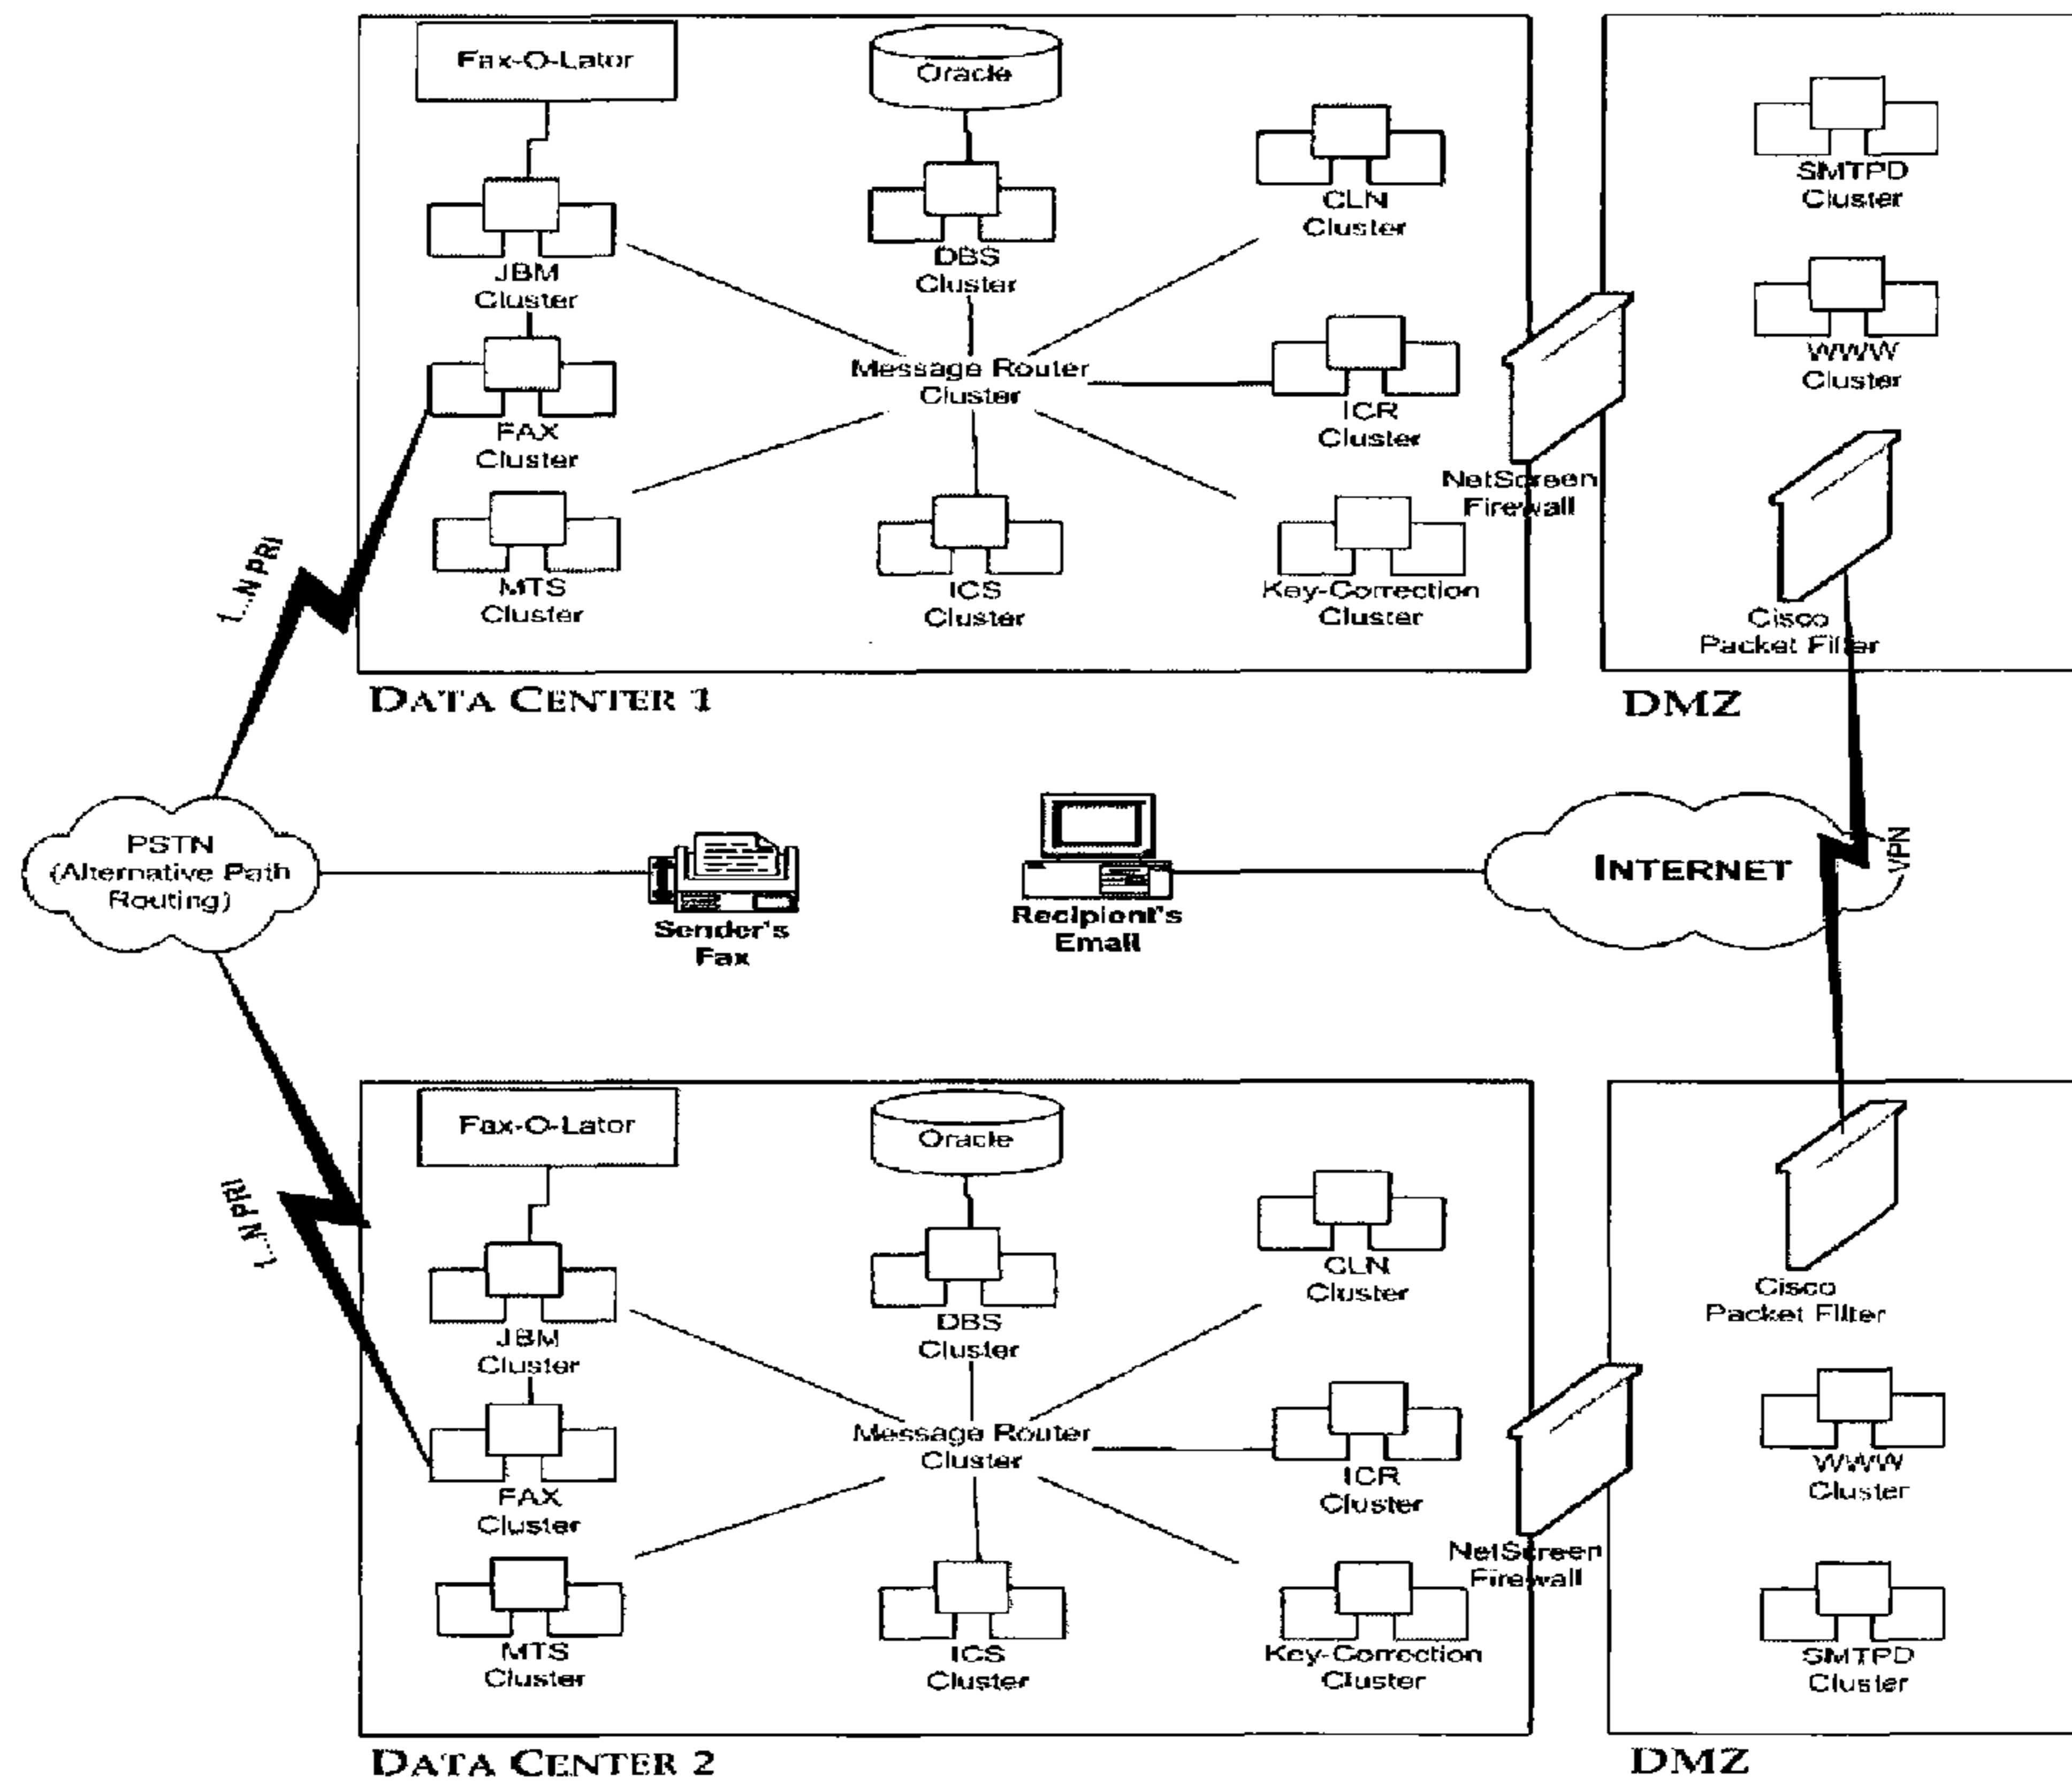 Fax-O-Lator
Oracle
CLN
Cluster
JBM
Cluster
DBS
Cluster
Message Router
Cluster
FAX
Cluster
ICR
Cluster
MTS
Cluster
ICS
Cluster
Key-Correction
Cluster
NetScreen
Firewall
SMTPD
Cluster
WWW
Cluster
Cisco
Packet Filter
DATA CENTER 1
DMZ
1...N PRI
PSTN
(Alternative Path
Routing)
Sender's
Fax
Recipient's
Email
INTERNET
VPN
1...N PRI
Fax-O-Lator
Oracle
CLN
Cluster
JBM
Cluster
DBS
Cluster
Message Router
Cluster
FAX
Cluster
ICR
Cluster
MTS
Cluster
ICS
Cluster
Key-Correction
Cluster
NetScreen
Firewall
Cisco
Packet Filter
WWW
Cluster
SMTPD
Cluster
DATA CENTER 2
DMZ